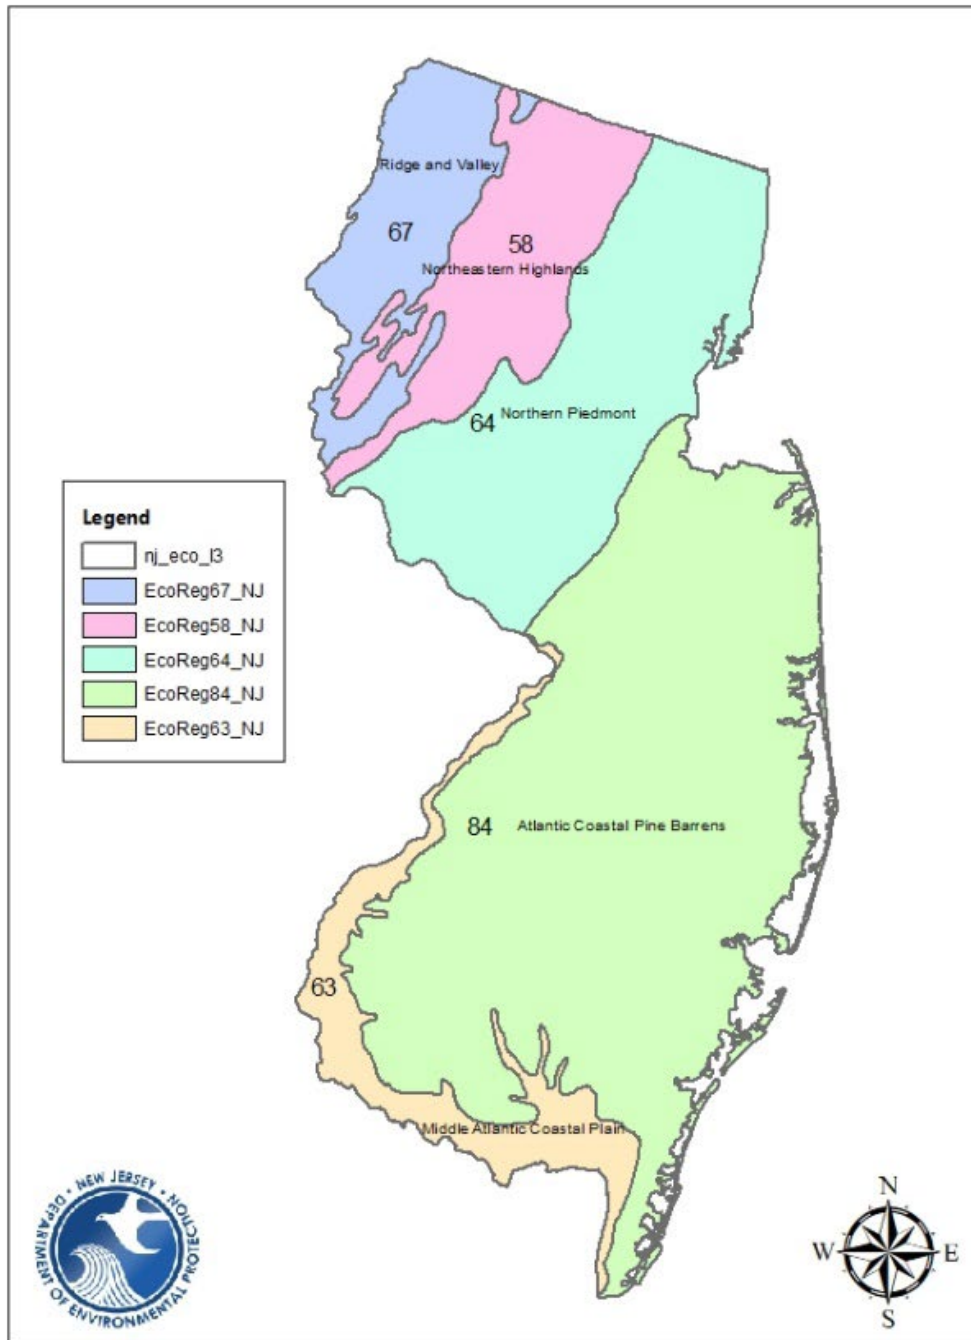 Ridge and Valley
67
58
Northeastern Highlands
64
Northern Piedmont
Legend
nj_eco_l3
EcoReg67_NJ
EcoReg58_NJ
EcoReg64_NJ
EcoReg84_NJ
EcoReg63_NJ
84
Atlantic Coastal Pine Barrens
63
Middle Atlantic Coastal Plain
NEW JERSEY
DEPARTMENT OF ENVIRONMENTAL PROTECTION
N
W
E
S